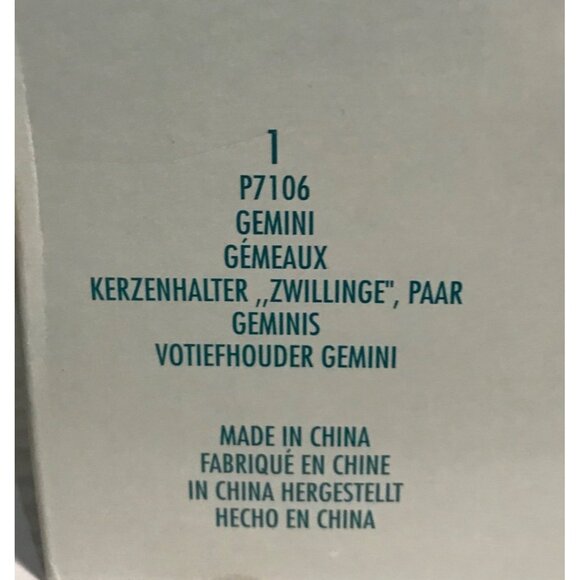 1
P7106
GEMINI
GÉMEAUX
KERZENHALTER ,,ZWILLINGE", PAAR
GEMINIS
VOTIEFHOUDER GEMINI
MADE IN CHINA
FABRIQUÉ EN CHINE
IN CHINA HERGESTELLT
HECHO EN CHINA